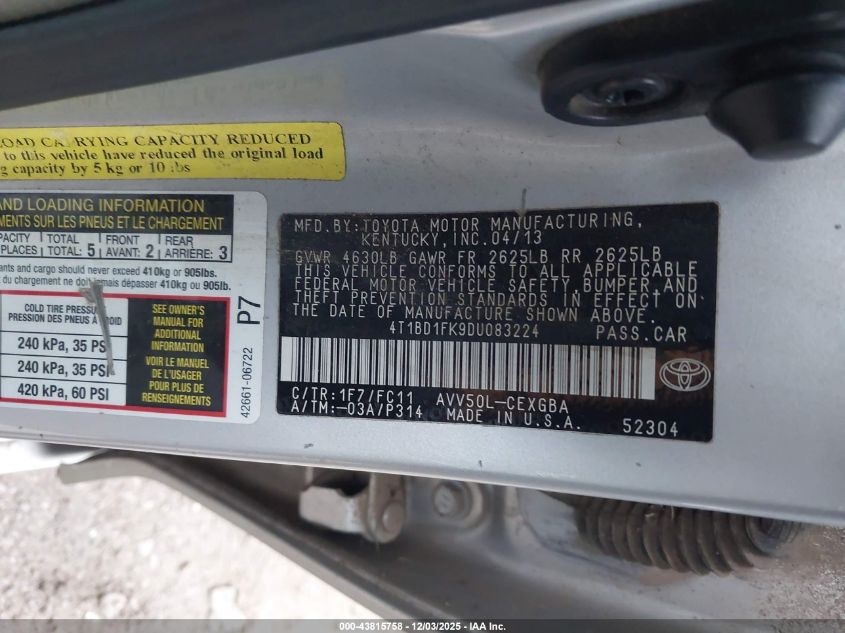 LOAD CARRYING CAPACITY REDUCED
to this vehicle have reduced the original load
capacity by 5 kg or 10 lbs
AND LOADING INFORMATION
SUR LES PNEUS ET LE CHARGEMENT
TOTAL FRONT REAR
PLACES TOTAL: 5 AVANT: 2 ARRIÈRE: 3
and cargo should never exceed 410kg or 905lbs.
du chargement ne doit jamais dépasser 410kg ou 905lb.
COLD TIRE PRESSURE
PRESSION DES PNEUS À FROID
240 kPa, 35 PSI
240 kPa, 35 PSI
420 kPa, 60 PSI
SEE OWNER'S
MANUAL FOR
ADDITIONAL
INFORMATION
VOIR LE MANUEL
DE L'USAGER
POUR PLUS DE
RENSEIGNEMENTS
P7
42661-06722
MFD. BY: TOYOTA MOTOR MANUFACTURING,
KENTUCKY, INC. 04/13
GVWR 4630LB GAWR FR 2625LB RR 2625LB
THIS VEHICLE CONFORMS TO ALL APPLICABLE
FEDERAL MOTOR VEHICLE SAFETY, BUMPER, AND
THEFT PREVENTION STANDARDS IN EFFECT ON
THE DATE OF MANUFACTURE SHOWN ABOVE.
4T1BD1FK9DU083224 PASS. CAR
C/TR: 1F7/FC11 AVV50L-CEXGBA
A/TM: -03A/P314 MADE IN U.S.A.
52304
TOYOTA
000-43815758 - 12/03/2025 - IAA Inc.